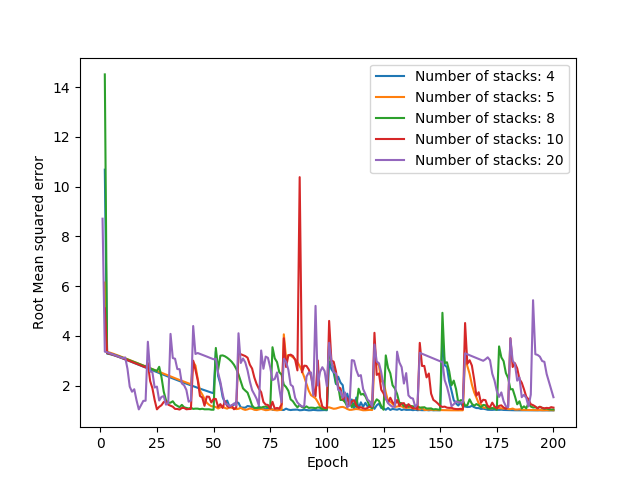 14
12
10
8
6
4
2
Root Mean squared error
0
25
50
75
100
125
150
175
200
Epoch
Number of stacks: 4
Number of stacks: 5
Number of stacks: 8
Number of stacks: 10
Number of stacks: 20